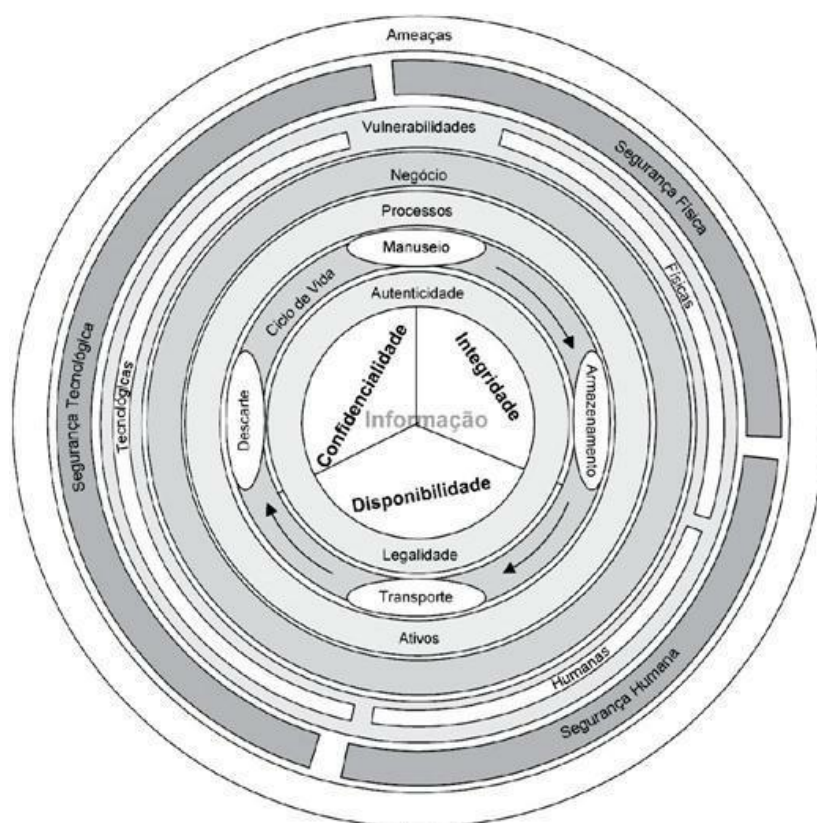 Ameaças
Segurança Física
Vulnerabilidades
Físicas
Negócio
Processos
Manuseio
Ciclo de Vida
Autenticidade
Segurança Tecnológica
Tecnológicas
Descarte
Confidencialidade
Integridade
Informação
Armazenamento
Disponibilidade
Legalidade
Transporte
Ativos
Humanas
Segurança Humana